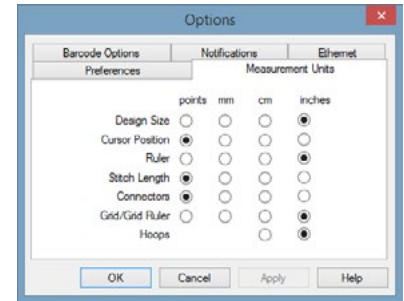 Options
Barcode Options Notifications Ethernet
Preferences Measurement Units
points mm cm inches
Design Size
Cursor Position
Ruler
Stitch Length
Connectors
Grid/Grid Ruler
Hoops
OK Cancel Apply Help